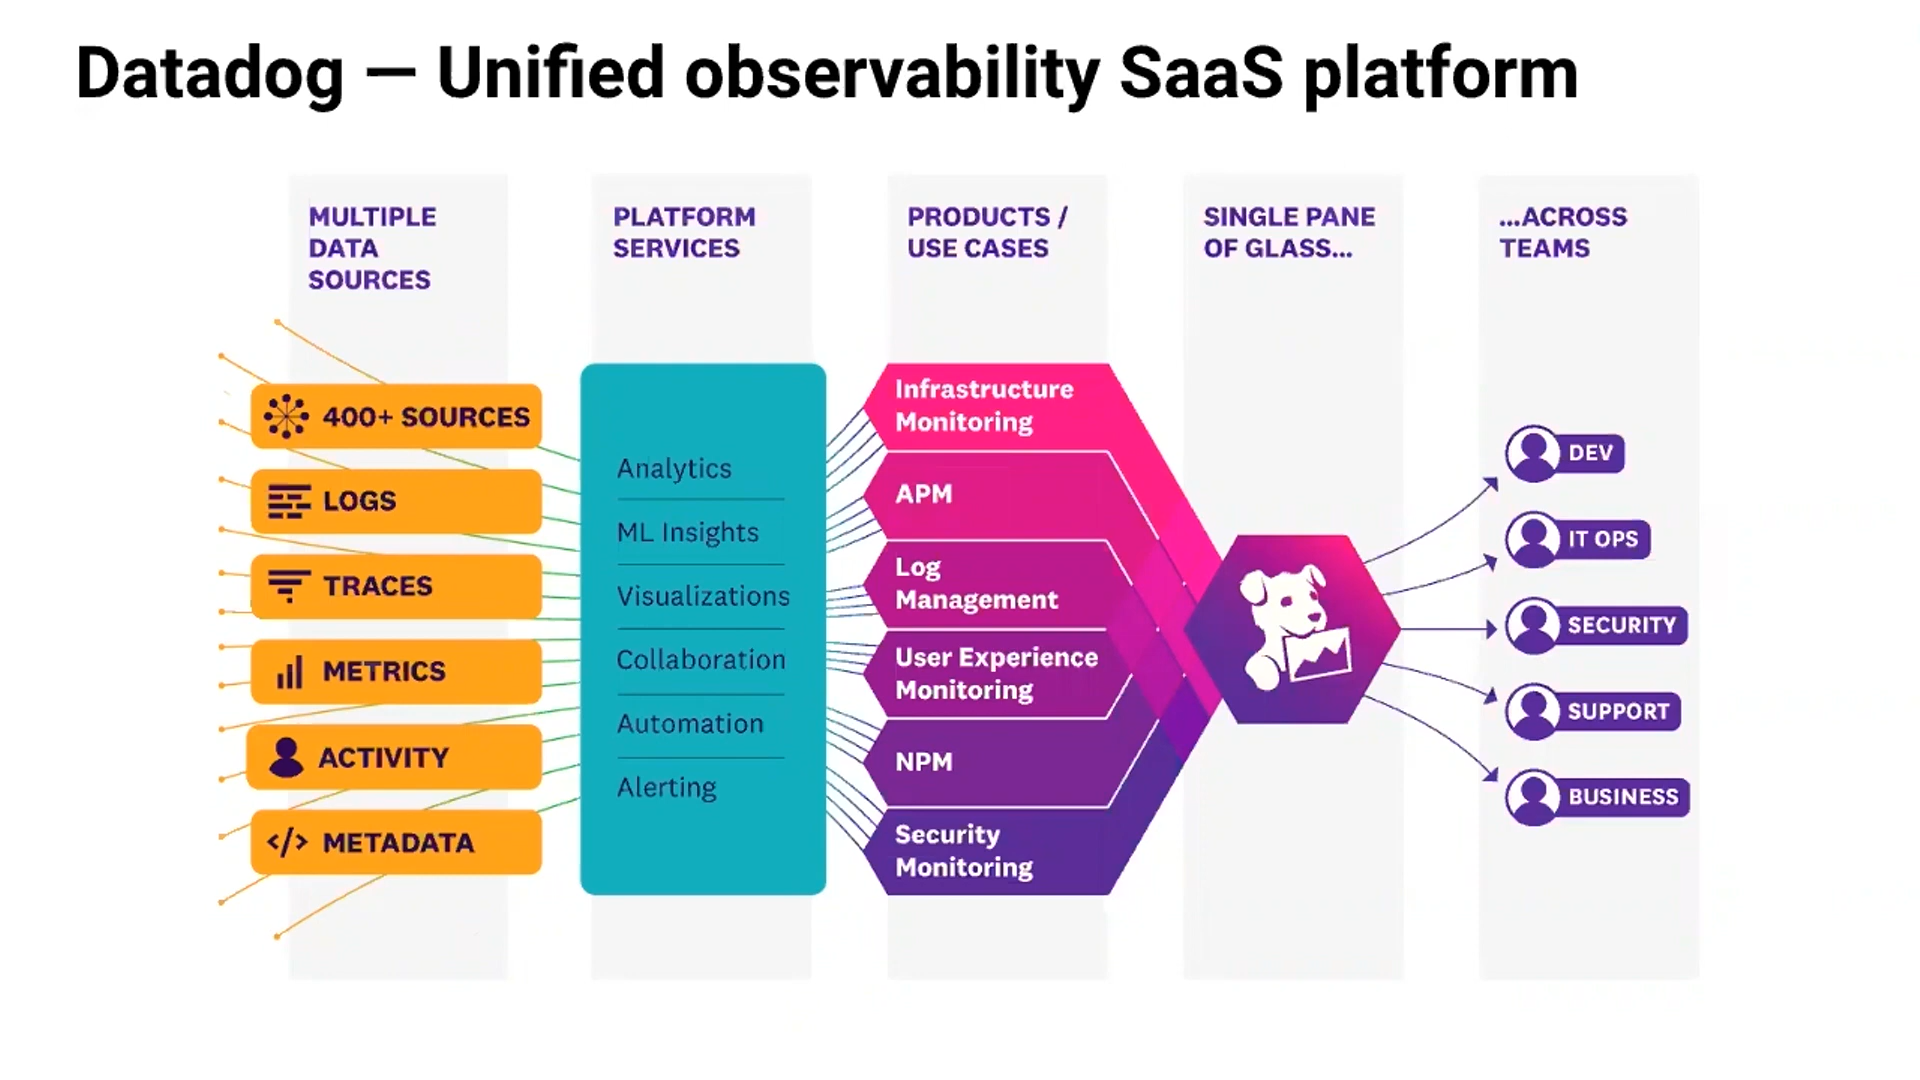 Datadog — Unified observability SaaS platform
MULTIPLE
DATA
SOURCES
400+ SOURCES
LOGS
TRACES
METRICS
ACTIVITY
METADATA
PLATFORM
SERVICES
Analytics
ML Insights
Visualizations
Collaboration
Automation
Alerting
PRODUCTS /
USE CASES
Infrastructure
Monitoring
APM
Log
Management
User Experience
Monitoring
NPM
Security
Monitoring
SINGLE PANE
OF GLASS...
...ACROSS
TEAMS
DEV
IT OPS
SECURITY
SUPPORT
BUSINESS